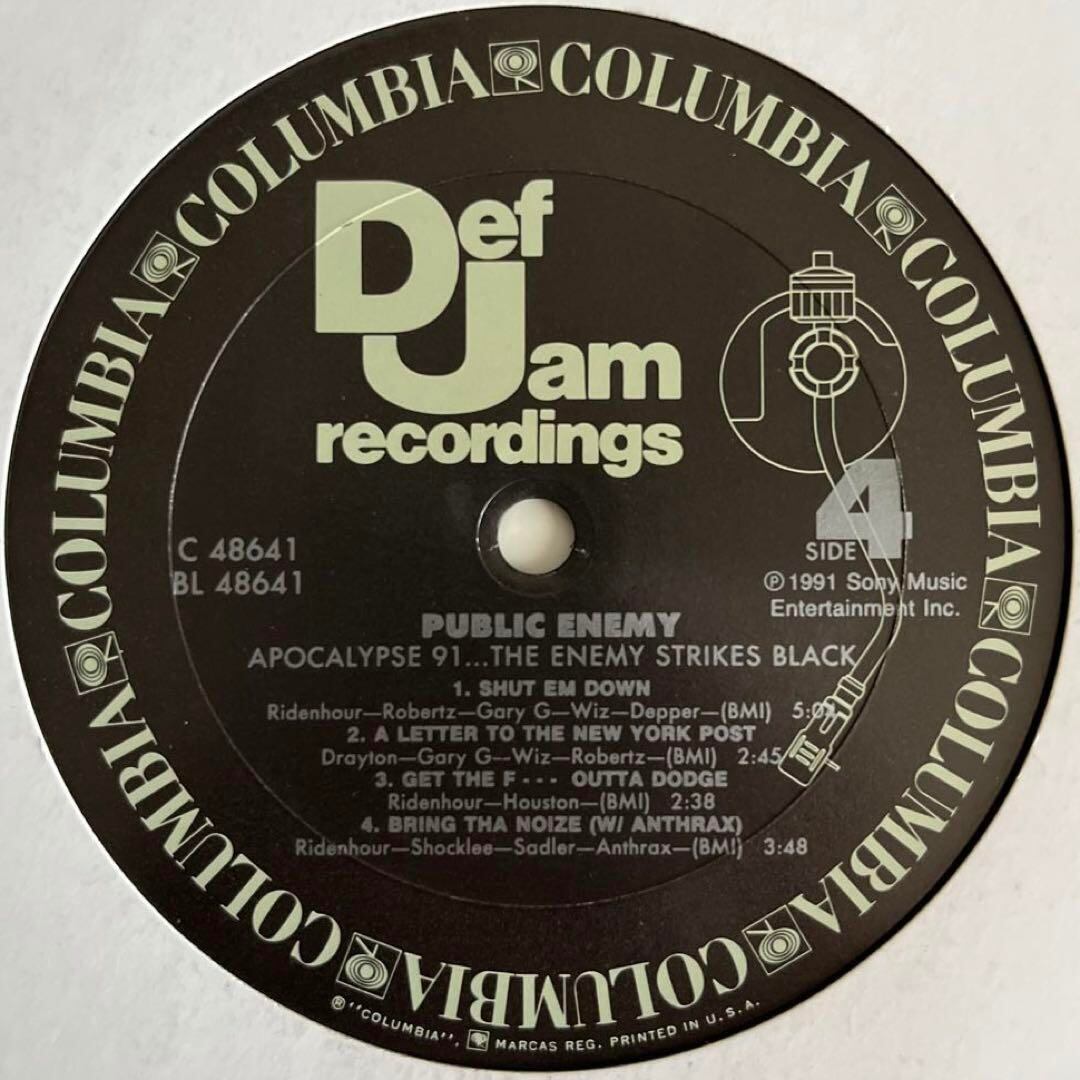 COLUMBIA COLUMBIA COLUMBIA COLUMBIA COLUMBIA COLUMBIA COLUMBIA
Def
Jam
recordings
4
SIDE
C 48641
BL 48641
℗ 1991 Sony Music
Entertainment Inc.
PUBLIC ENEMY
APOCALYPSE 91...THE ENEMY STRIKES BLACK
1. SHUT EM DOWN
Ridenhour—Robertz—Gary G—Wiz—Depper—(BMI)
2. A LETTER TO THE NEW YORK POST
Drayton—Gary G—Wiz—Robertz—(BMI) 2:45
3. GET THE F--- OUTTA DODGE
Ridenhour—Houston—(BMI) 2:38
4. BRING THA NOIZE (W/ ANTHRAX)
Ridenhour—Shocklee—Sadler—Anthrax—(BMI) 3:48
® "COLUMBIA", MARCAS REG. PRINTED IN U.S.A.